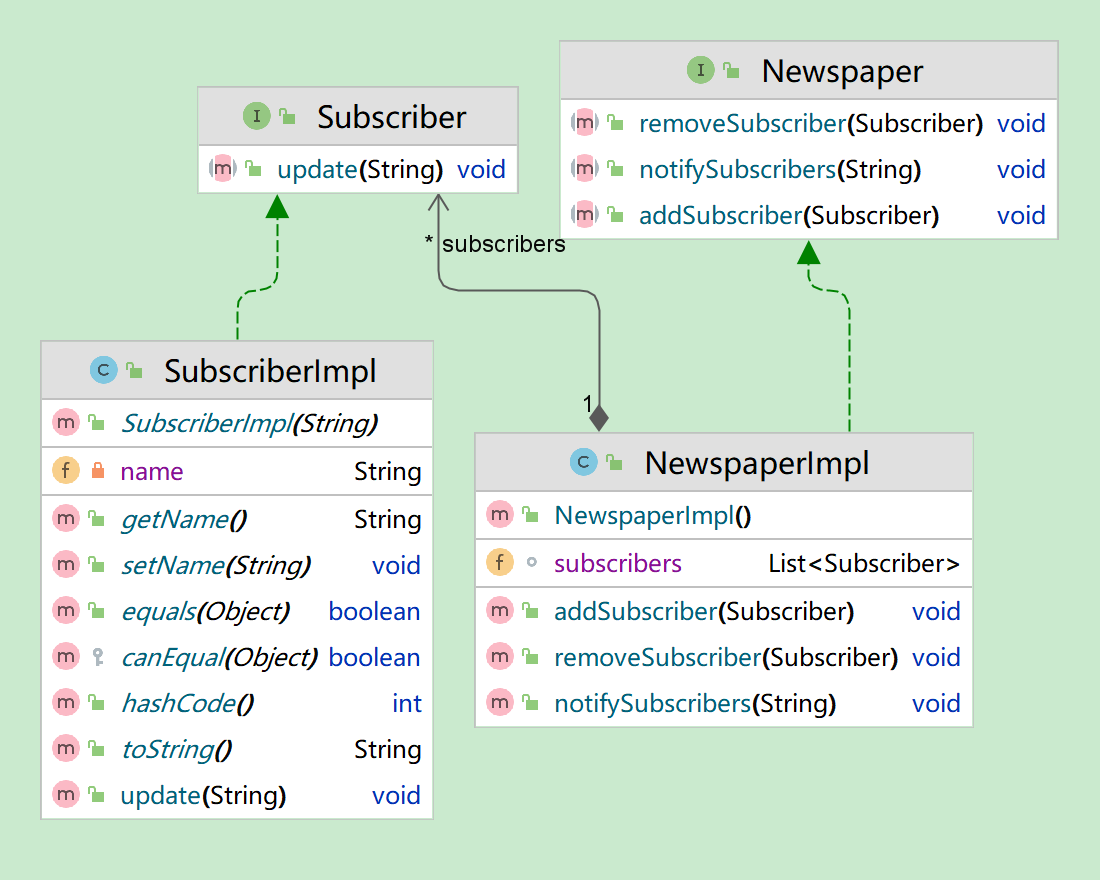 I Subscriber
m update(String) void
I Newspaper
m removeSubscriber(Subscriber) void
m notifySubscribers(String) void
m addSubscriber(Subscriber) void
* subscribers
1
C SubscriberImpl
m SubscriberImpl(String)
f name String
m getName() String
m setName(String) void
m equals(Object) boolean
m canEqual(Object) boolean
m hashCode() int
m toString() String
m update(String) void
C NewspaperImpl
m NewspaperImpl()
f subscribers List<Subscriber>
m addSubscriber(Subscriber) void
m removeSubscriber(Subscriber) void
m notifySubscribers(String) void